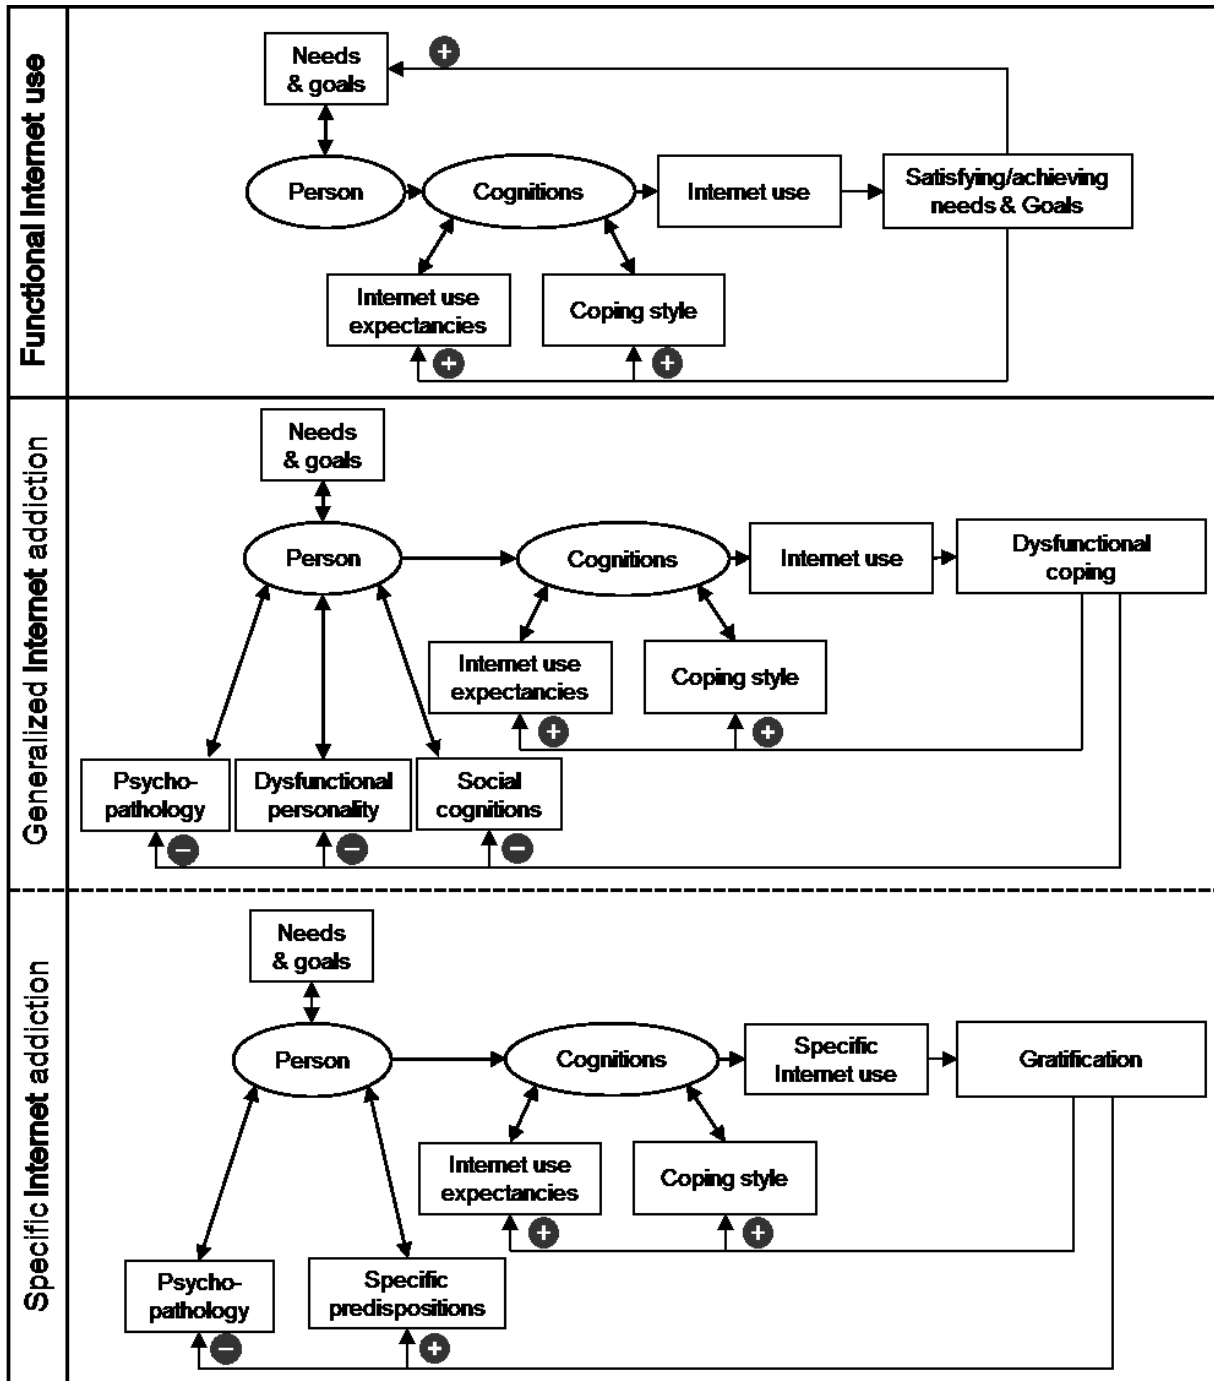 Functional Internet use
Needs
& goals
+
Person
Cognitions
Internet use
Satisfying/achieving
needs & Goals
Internet use
expectancies
Coping style
+
+
Generalized Internet addiction
Needs
& goals
Person
Cognitions
Internet use
Dysfunctional
coping
Internet use
expectancies
Coping style
+
+
Psycho-
pathology
Dysfunctional
personality
Social
cognitions
−
−
−
Specific Internet addiction
Needs
& goals
Person
Cognitions
Specific
Internet use
Gratification
Internet use
expectancies
Coping style
+
+
Psycho-
pathology
Specific
predispositions
−
+